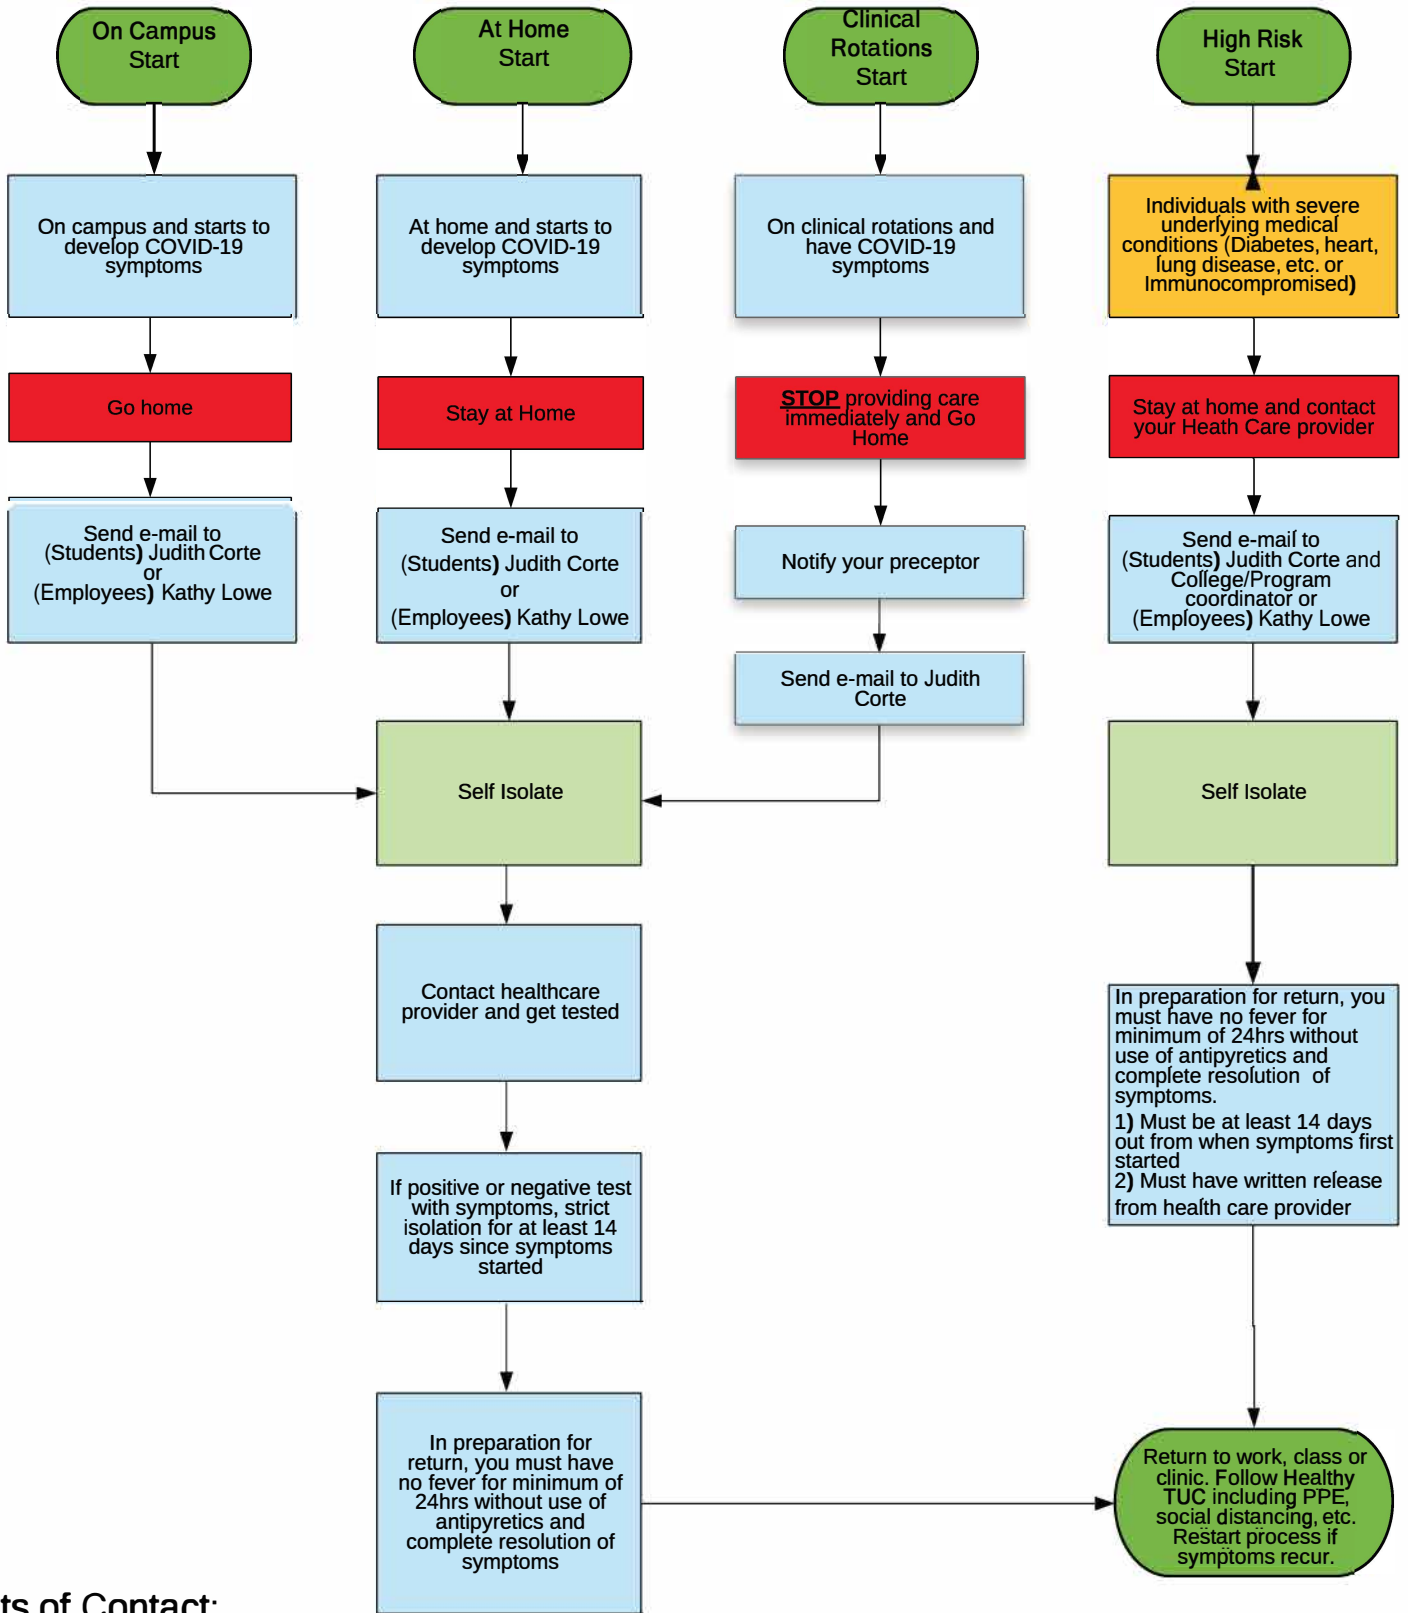 On Campus
Start
On campus and starts to
develop COVID-19
symptoms
Go home
Send e-mail to
(Students) Judith Corte
or
(Employees) Kathy Lowe
At Home
Start
At home and starts to
develop COVID-19
symptoms
Stay at Home
Send e-mail to
(Students) Judith Corte
or
(Employees) Kathy Lowe
Self Isolate
Contact healthcare
provider and get tested
If positive or negative test
with symptoms, strict
isolation for at least 14
days since symptoms
started
In preparation for
return, you must have
no fever for minimum of
24hrs without use of
antipyretics and
complete resolution of
symptoms
Clinical
Rotations
Start
On clinical rotations and
have COVID-19
symptoms
STOP providing care
immediately and Go
Home
Notify your preceptor
Send e-mail to Judith
Corte
High Risk
Start
Individuals with severe
underlying medical
conditions (Diabetes, heart,
lung disease, etc. or
Immunocompromised)
Stay at home and contact
your Heath Care provider
Send e-mail to
(Students) Judith Corte and
College/Program
coordinator or
(Employees) Kathy Lowe
Self Isolate
In preparation for return, you
must have no fever for
minimum of 24hrs without
use of antipyretics and
complete resolution of
symptoms.
1) Must be at least 14 days
out from when symptoms first
started
2) Must have written release
from health care provider
Return to work, class or
clinic. Follow Healthy
TUC including PPE,
social distancing, etc.
Restart process if
symptoms recur.
of Contact: